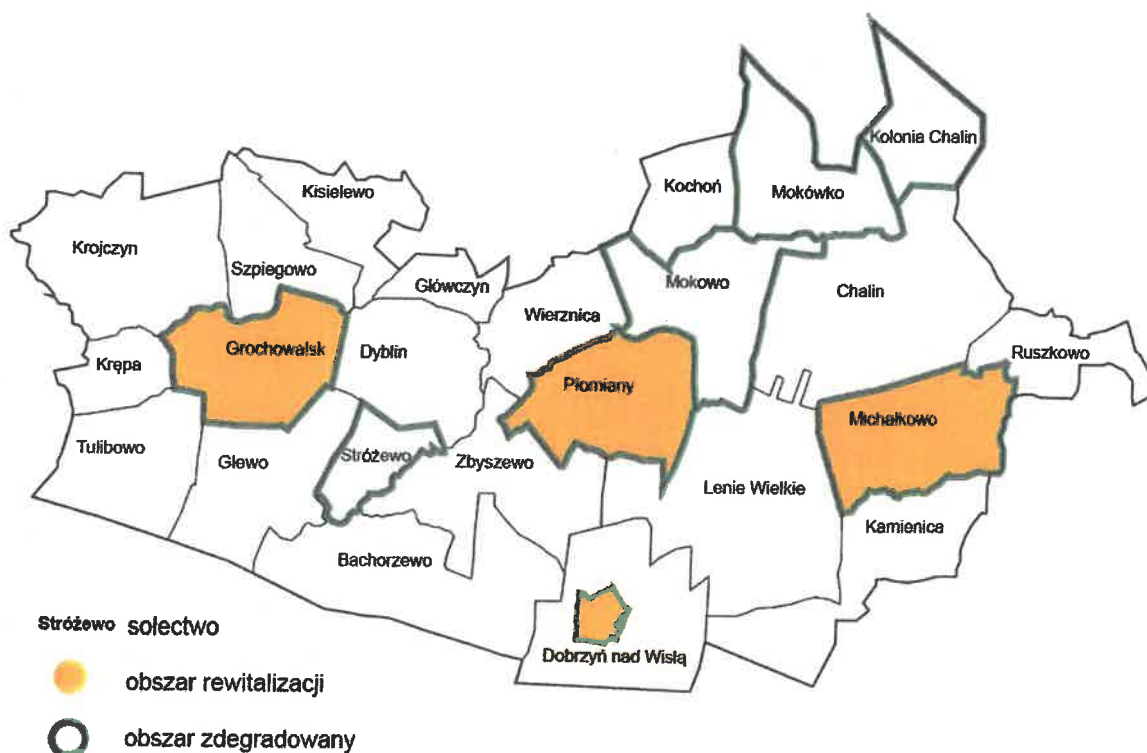 Kolonia Chalin
Kochoń
Mokówko
Kisielewo
Krojczyn
Szpiegowo
Główczyn
Mokowo
Chalin
Wierznica
Grochowalsk
Dyblin
Krępa
Ruszkowo
Płomiany
Michałkowo
Tulibowo
Glewo
Stróżewo
Zbyszewo
Lenie Wielkie
Kamienica
Bachorzewo
Dobrzyń nad Wisłą
Stróżewo sołectwo
obszar rewitalizacji
obszar zdegradowany